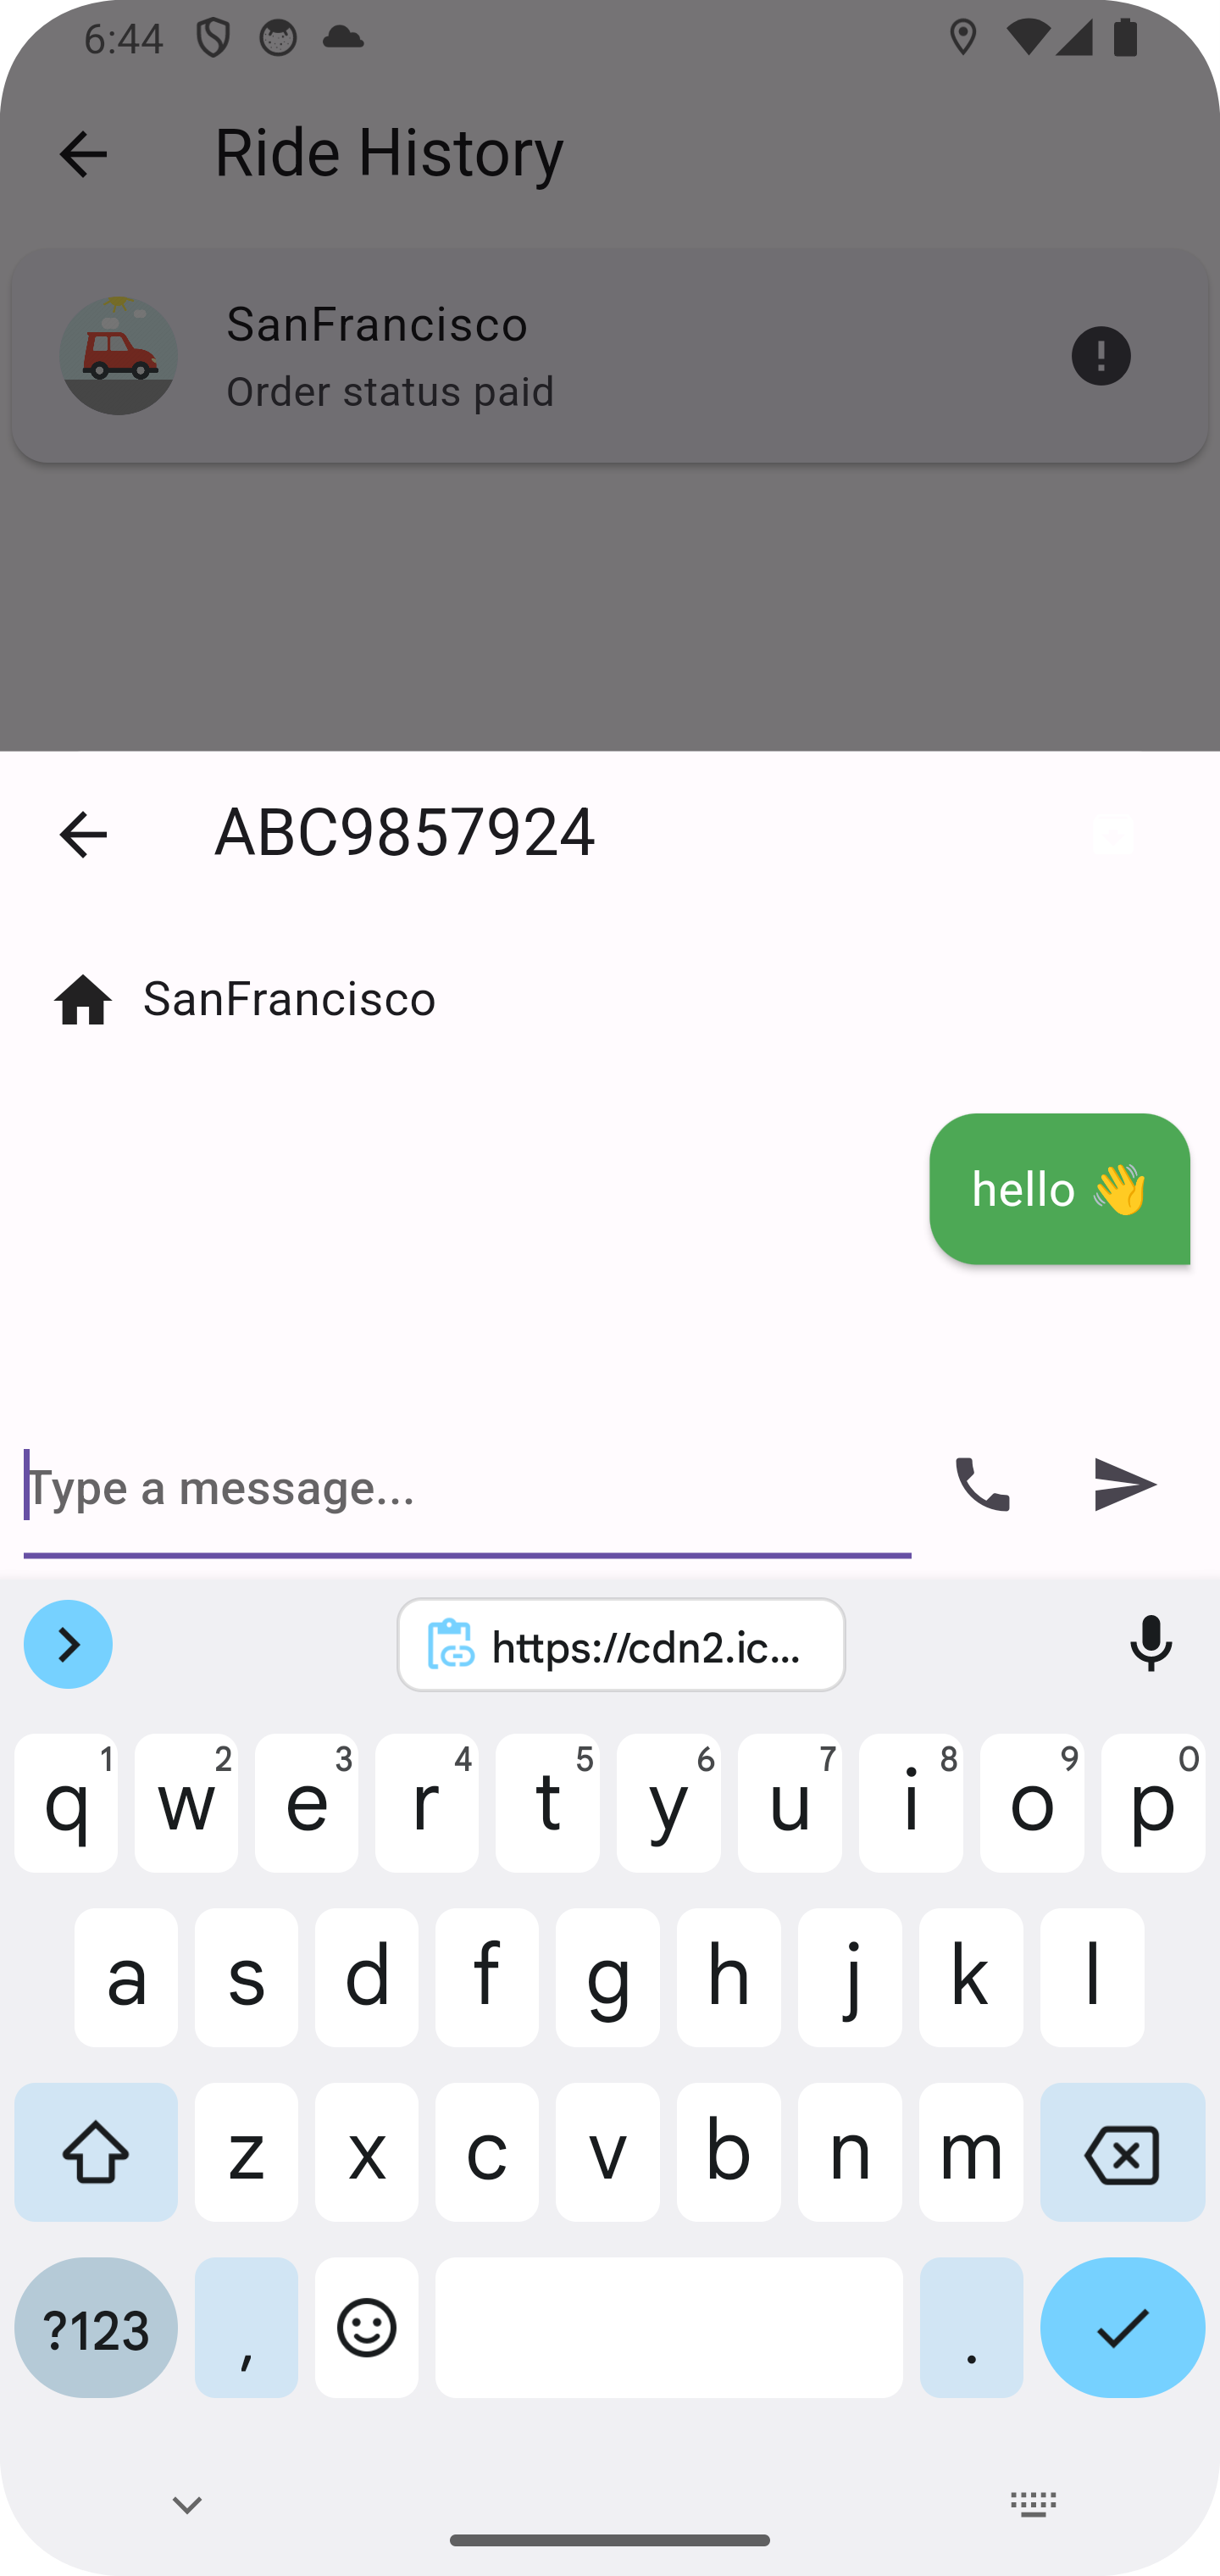 6:44
Ride History
SanFrancisco
Order status paid
ABC9857924
SanFrancisco
hello 👋
Type a message...
https://cdn2.ic...
q1 w2 e3 r4 t5 y6 u7 i8 o9 p0
a s d f g h j k l
z x c v b n m
?123 , .